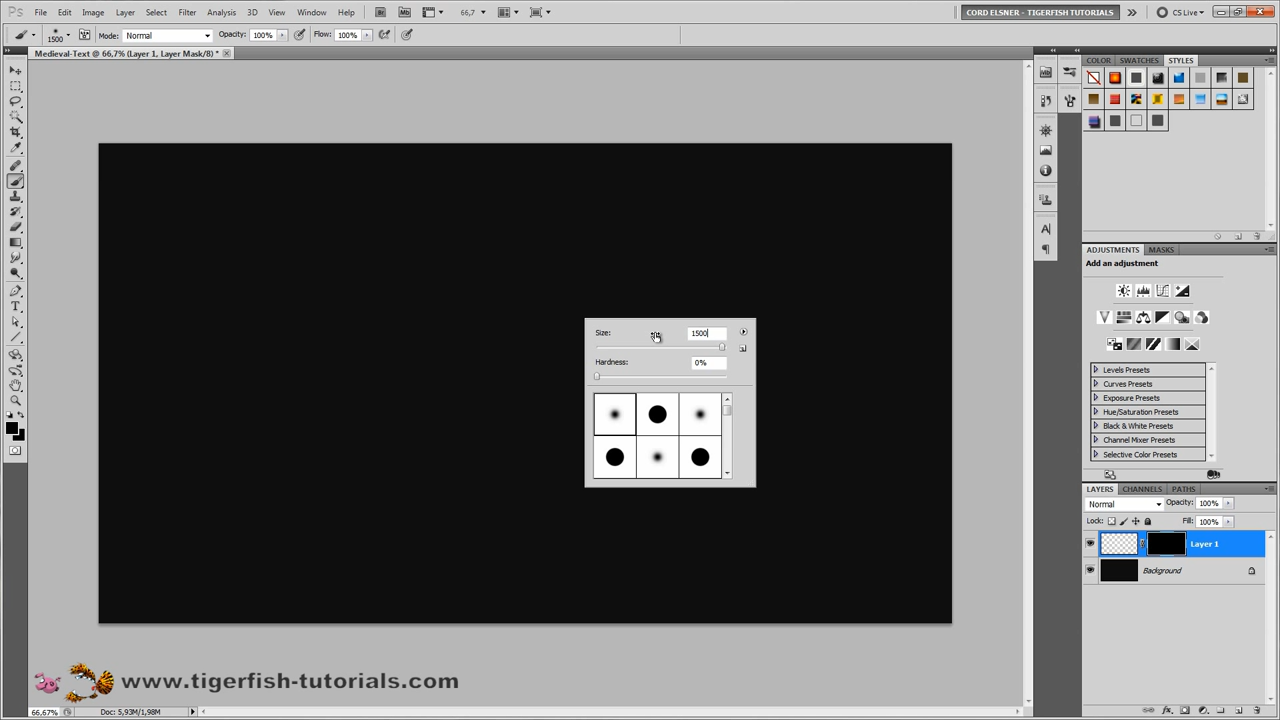 Ps File Edit Image Layer Select Filter Analysis 3D View Window Help Br Mb 66,7 CORD ELSNER - TIGERFISH TUTORIALS CS Live
1500 Mode: Normal Opacity: 100% Flow: 100%
Medieval-Text @ 66,7% (Layer 1, Layer Mask/8) *
COLOR SWATCHES STYLES
Size: 1500
Hardness: 0%
ADJUSTMENTS MASKS
Add an adjustment
Levels Presets
Curves Presets
Exposure Presets
Hue/Saturation Presets
Black & White Presets
Channel Mixer Presets
Selective Color Presets
LAYERS CHANNELS PATHS
Normal Opacity: 100%
Lock: Fill: 100%
Layer 1
Background
www.tigerfish-tutorials.com
66,67% Doc: 5,93M/1,98M